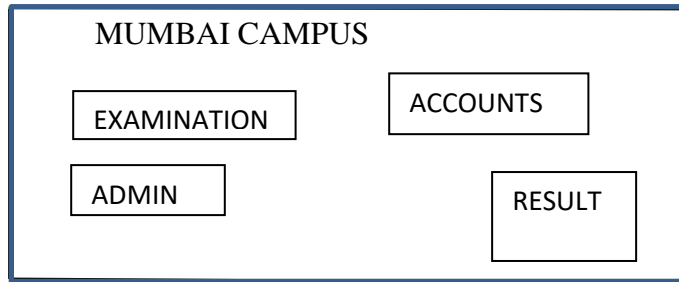 MUMBAI CAMPUS
EXAMINATION
ACCOUNTS
ADMIN
RESULT